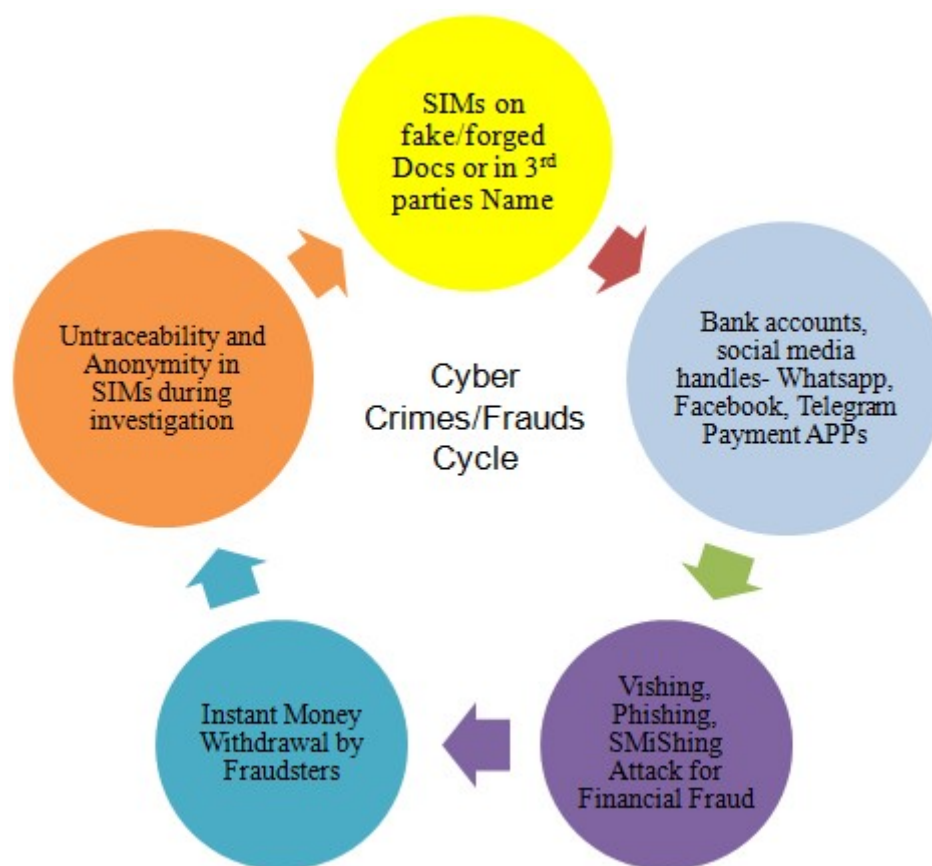 SIMs on
fake/forged
Docs or in 3rd
parties Name
Bank accounts,
social media
handles- Whatsapp,
Facebook, Telegram
Payment APPs
Vishing,
Phishing,
SMiShing
Attack for
Financial Fraud
Instant Money
Withdrawal by
Fraudsters
Untraceability and
Anonymity in
SIMs during
investigation
Cyber
Crimes/Frauds
Cycle